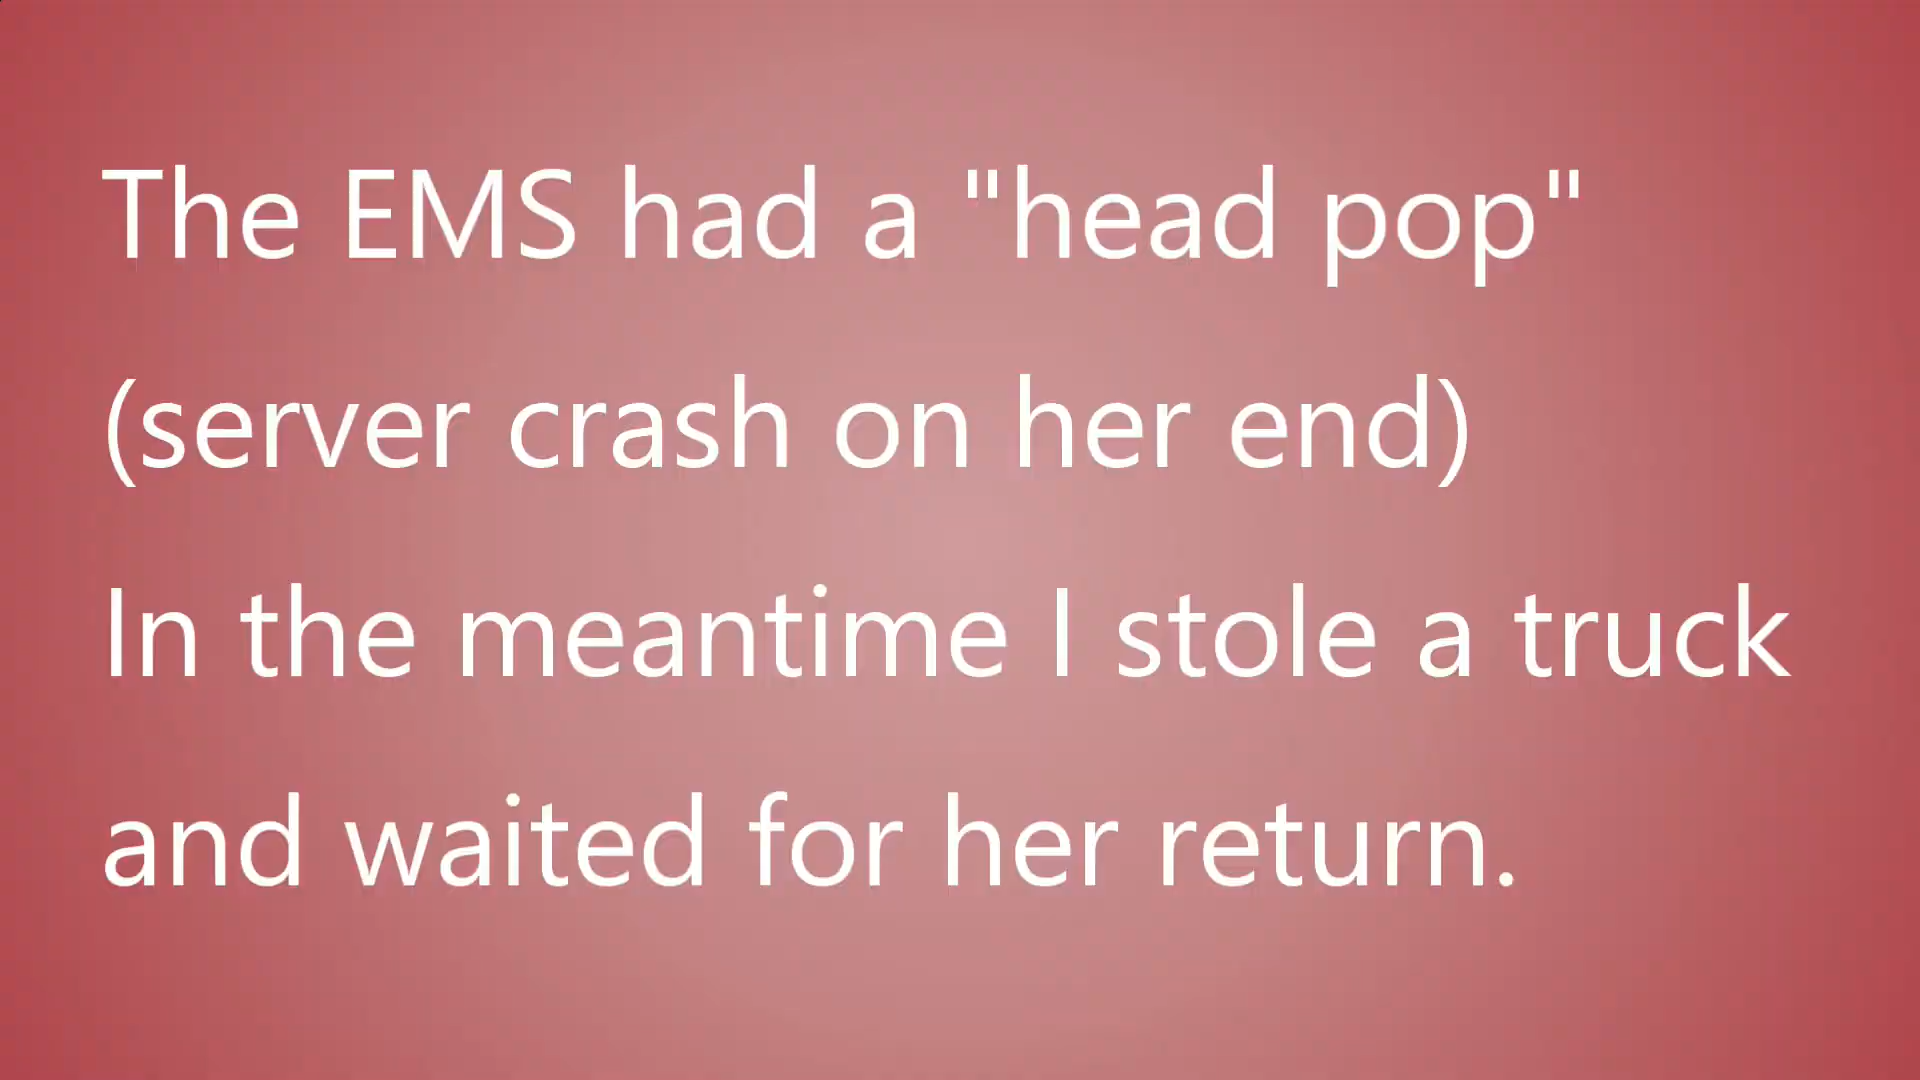 The EMS had a "head pop"
(server crash on her end)
In the meantime I stole a truck
and waited for her return.